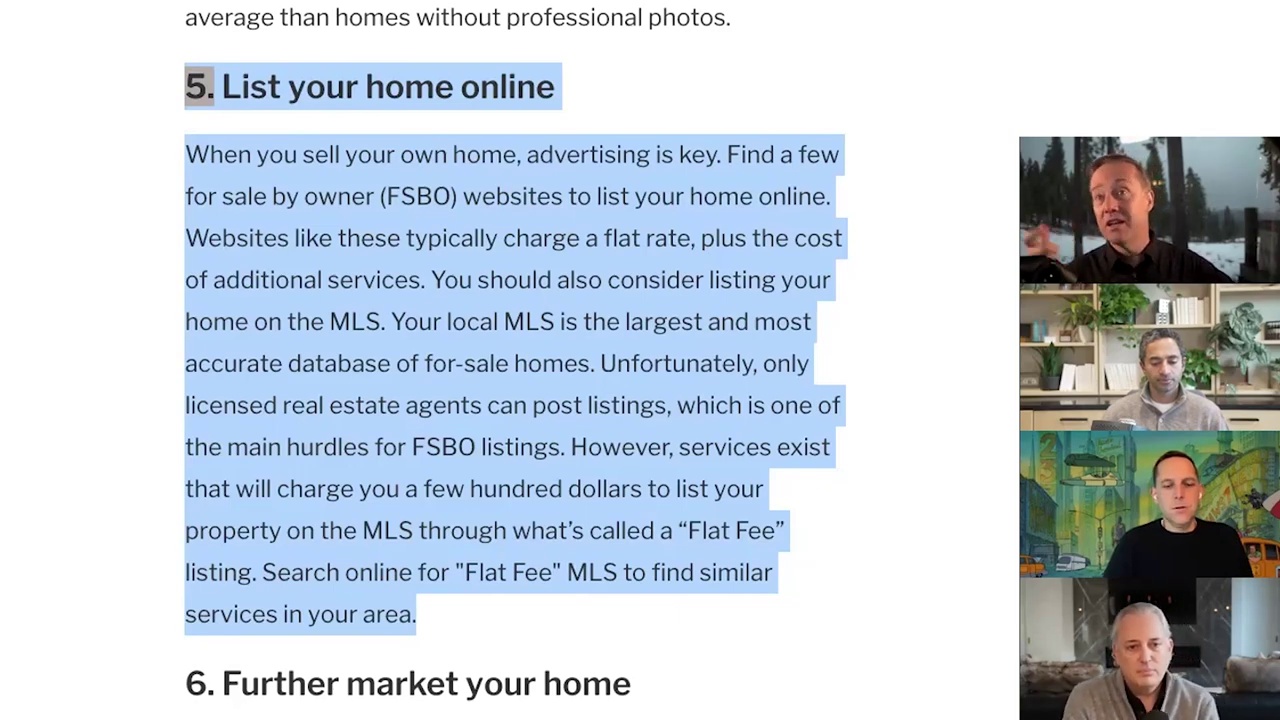 average than homes without professional photos.
5. List your home online
When you sell your own home, advertising is key. Find a few
for sale by owner (FSBO) websites to list your home online.
Websites like these typically charge a flat rate, plus the cost
of additional services. You should also consider listing your
home on the MLS. Your local MLS is the largest and most
accurate database of for-sale homes. Unfortunately, only
licensed real estate agents can post listings, which is one of
the main hurdles for FSBO listings. However, services exist
that will charge you a few hundred dollars to list your
property on the MLS through what’s called a “Flat Fee”
listing. Search online for "Flat Fee" MLS to find similar
services in your area.
6. Further market your home